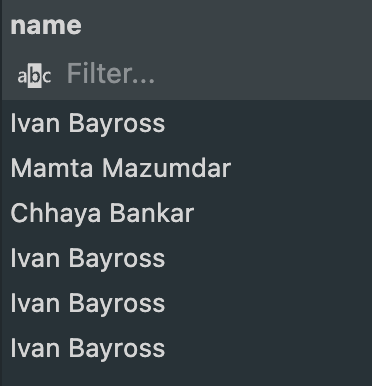 name
abc Filter...
Ivan Bayross
Mamta Mazumdar
Chhaya Bankar
Ivan Bayross
Ivan Bayross
Ivan Bayross